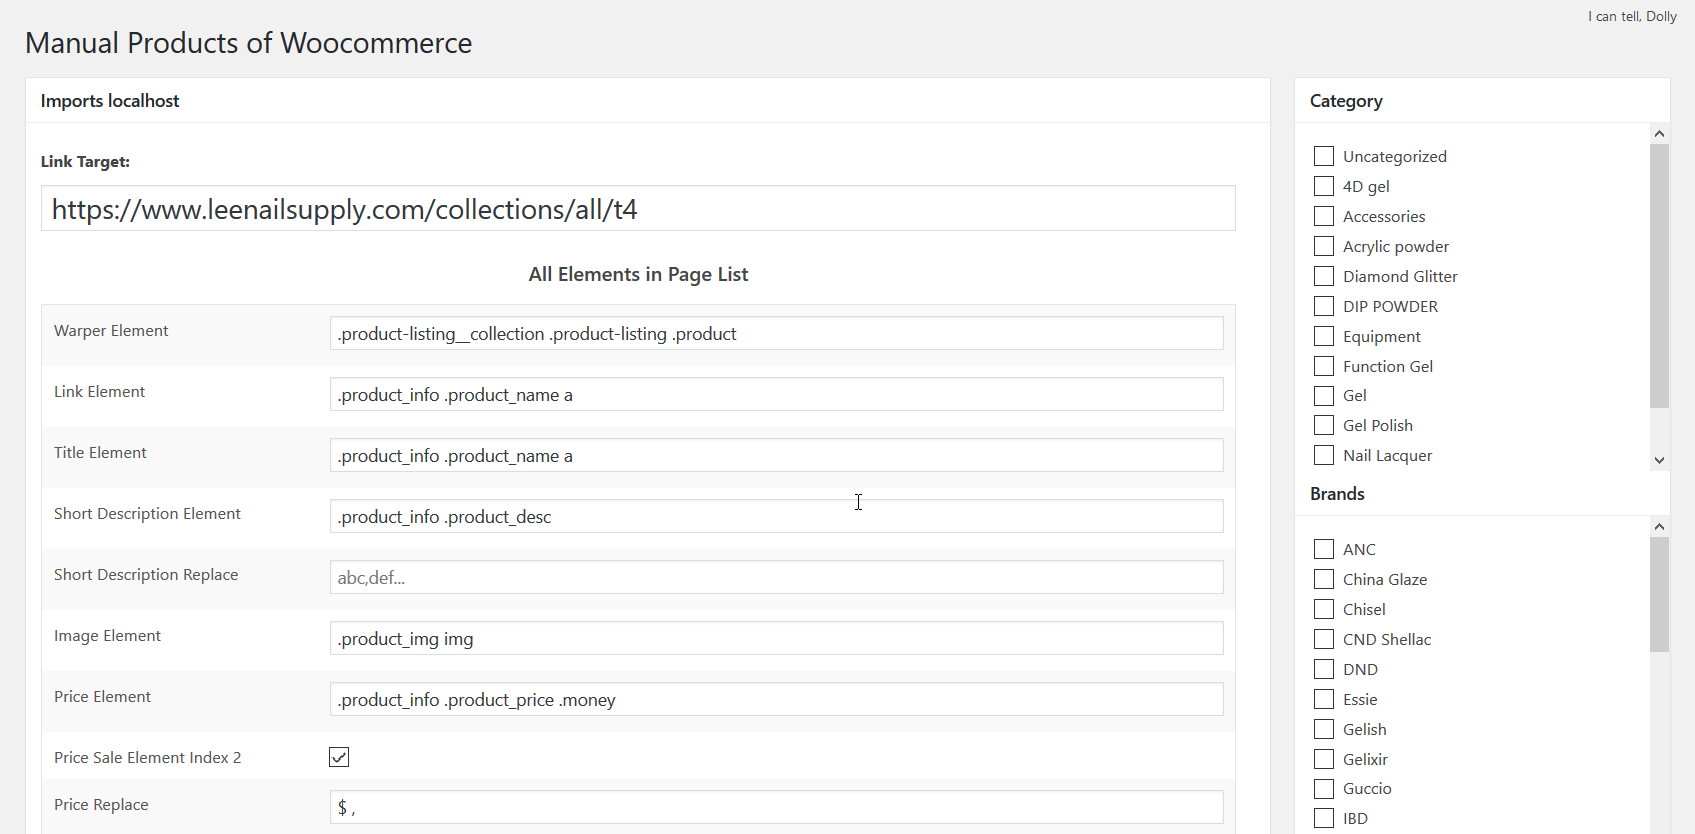 I can tell, Dolly
Manual Products of Woocommerce
Imports localhost
Link Target:
https://www.leenailsupply.com/collections/all/t4
All Elements in Page List
Warper Element
.product-listing__collection .product-listing .product
Link Element
.product_info .product_name a
Title Element
.product_info .product_name a
Short Description Element
.product_info .product_desc
Short Description Replace
abc,def...
Image Element
.product_img img
Price Element
.product_info .product_price .money
Price Sale Element Index 2
Price Replace
$ ,
Category
Uncategorized
4D gel
Accessories
Acrylic powder
Diamond Glitter
DIP POWDER
Equipment
Function Gel
Gel
Gel Polish
Nail Lacquer
Brands
ANC
China Glaze
Chisel
CND Shellac
DND
Essie
Gelish
Gelixir
Guccio
IBD